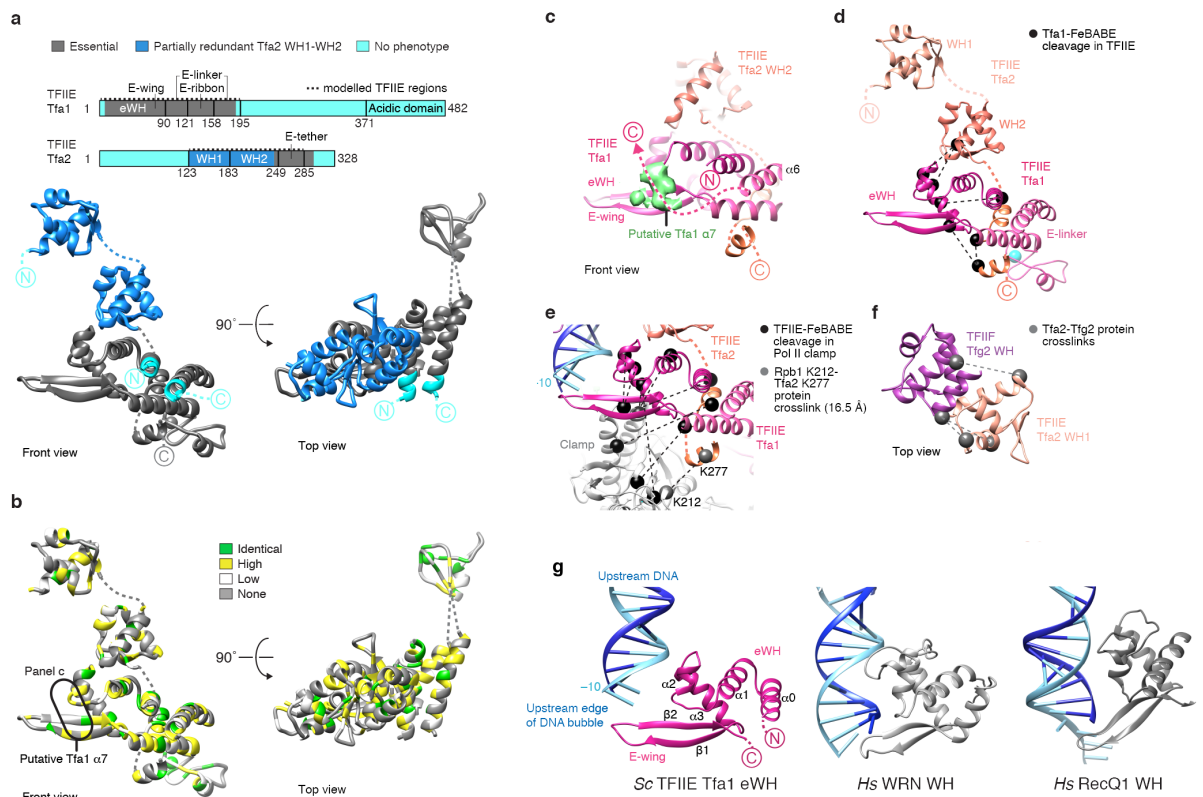 a
Essential
Partially redundant Tfa2 WH1-WH2
No phenotype
E-linker
E-wing
E-ribbon
modelled TFIIE regions
TFIIE
Tfa1
1
eWH
Acidic domain
482
90
121
158
195
371
E-tether
TFIIE
Tfa2
1
WH1
WH2
328
123
183
249
285
N
N
C
C
90°
N
C
Front view
Top view
b
Identical
High
Low
None
Panel c
90°
Putative Tfa1 α7
Front view
Top view
c
TFIIE
Tfa2 WH2
C
TFIIE
Tfa1
N
α6
eWH
E-wing
Putative Tfa1 α7
C
Front view
d
Tfa1-FeBABE
cleavage in TFIIE
WH1
TFIIE
Tfa2
N
WH2
TFIIE
Tfa1
eWH
E-linker
C
e
TFIIE-FeBABE
cleavage in
Pol II clamp
Rpb1 K212-
Tfa2 K277
protein
crosslink (16.5 Å)
TFIIE
Tfa2
-10
TFIIE
Tfa1
Clamp
K277
K212
f
Tfa2-Tfg2 protein
crosslinks
TFIIF
Tfg2 WH
TFIIE
Tfa2 WH1
Top view
g
Upstream DNA
eWH
α2
α1
α0
−10
Upstream edge
of DNA bubble
β2
α3
N
β1
C
E-wing
Sc TFIIE Tfa1 eWH
Hs WRN WH
Hs RecQ1 WH